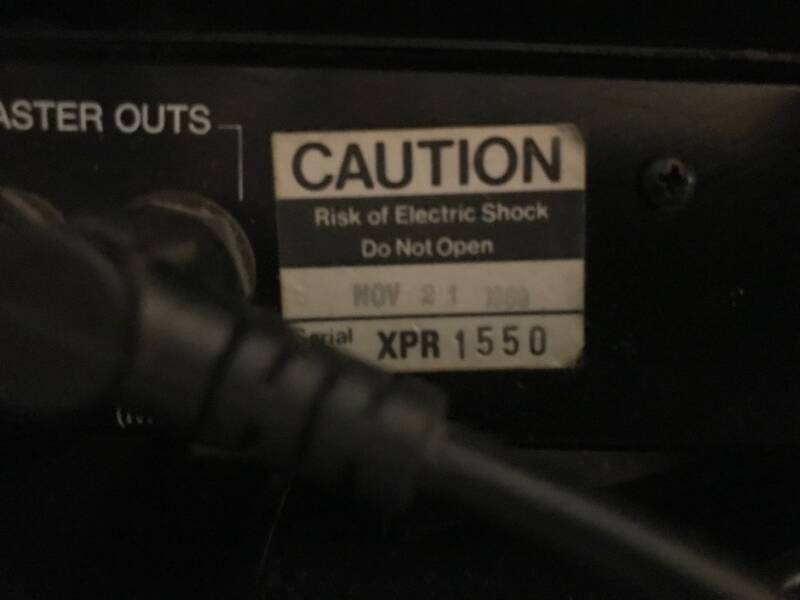 ASTER OUTS
CAUTION
Risk of Electric Shock
Do Not Open
NOV 21
Serial XPR 1550